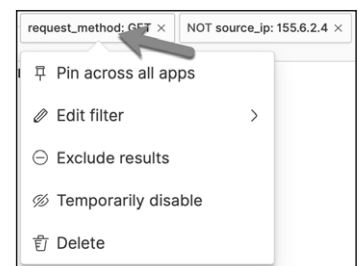 request_method: GET × NOT source_ip: 155.6.2.4 ×
Pin across all apps
Edit filter
Exclude results
Temporarily disable
Delete